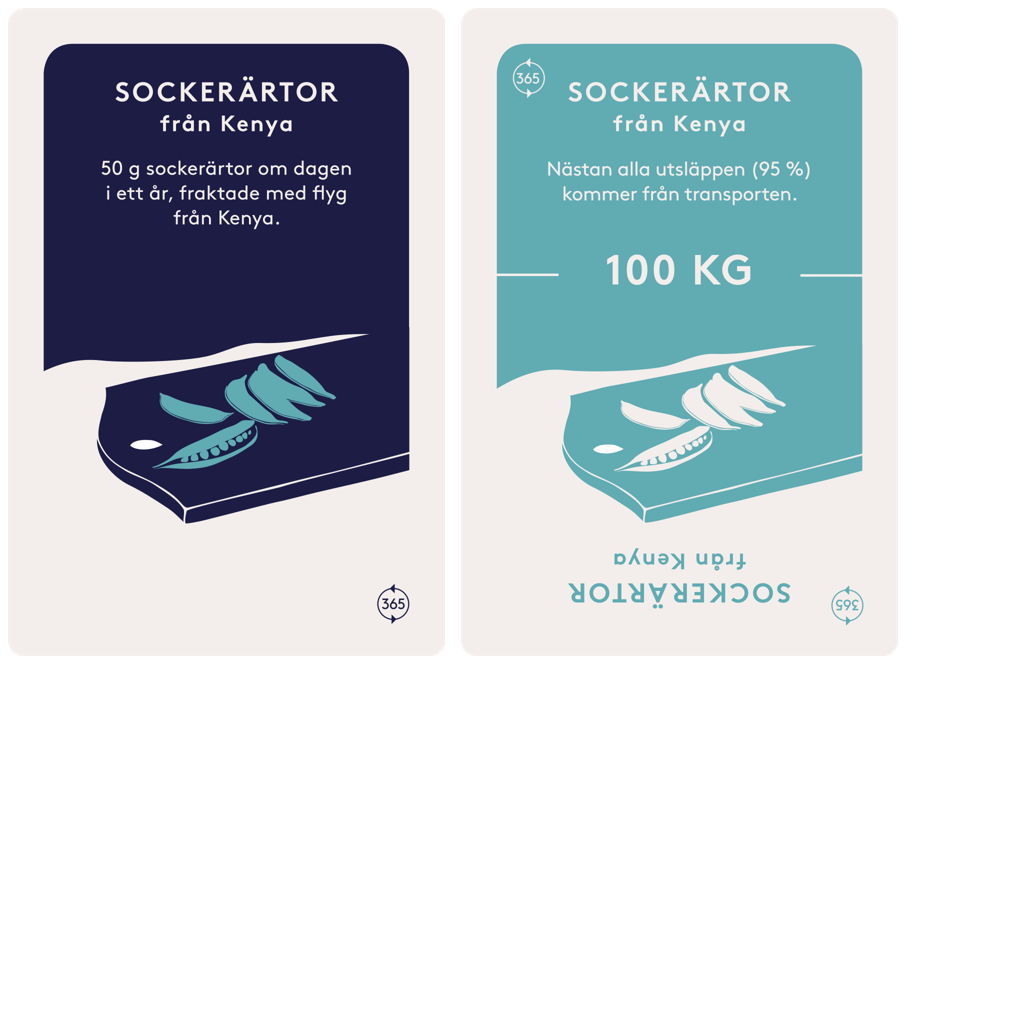 SOCKERÄRTOR
från Kenya
50 g sockerärtor om dagen
i ett år, fraktade med flyg
från Kenya.
365
365
SOCKERÄRTOR
från Kenya
Nästan alla utsläppen (95 %)
kommer från transporten.
100 KG
från Kenya
SOCKERÄRTOR
365